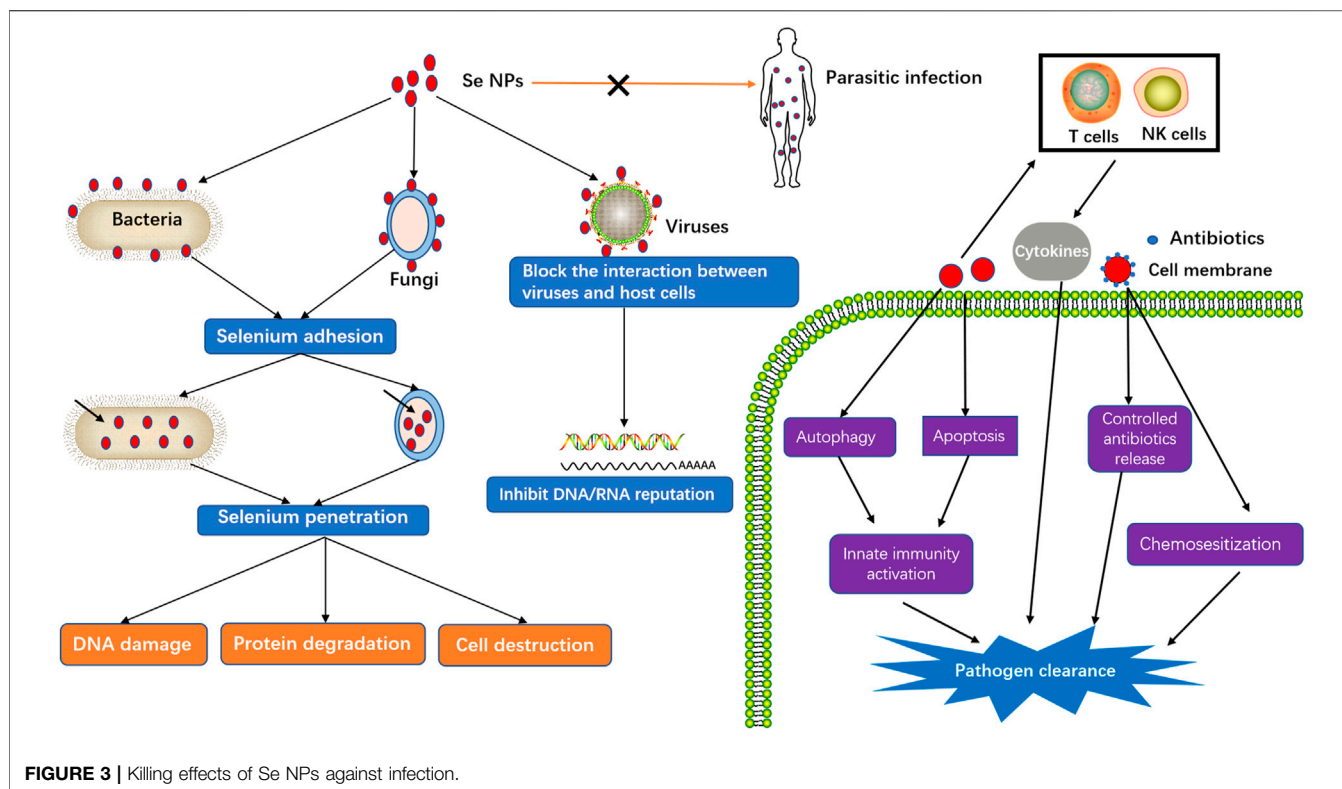 Se NPs
Parasitic infection
T cells
NK cells
Bacteria
Fungi
Viruses
Cytokines
Antibiotics
Cell membrane
Block the interaction between
viruses and host cells
Selenium adhesion
AAAAA
Inhibit DNA/RNA reputation
Selenium penetration
DNA damage
Protein degradation
Cell destruction
Autophagy
Apoptosis
Controlled
antibiotics
release
Innate immunity
activation
Chemosesitization
Pathogen clearance
FIGURE 3 | Killing effects of Se NPs against infection.